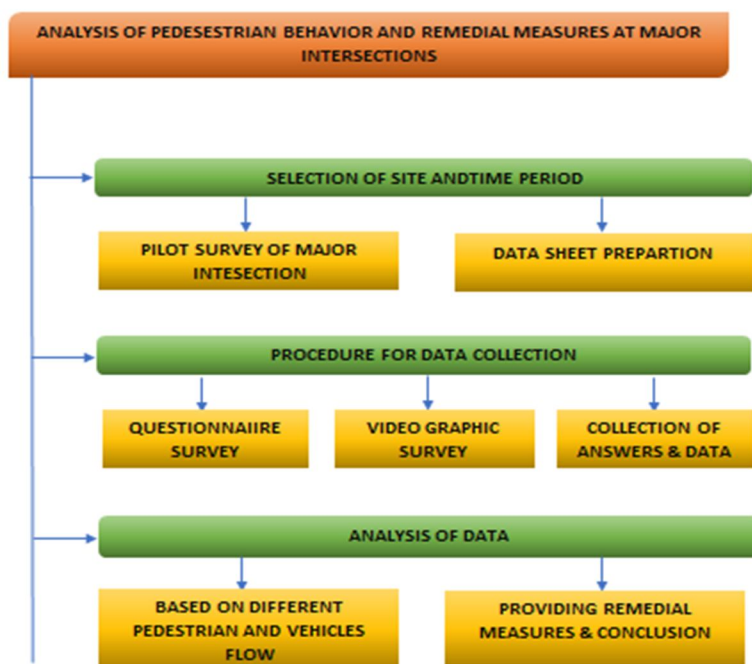 ANALYSIS OF PEDESESTRIAN BEHAVIOR AND REMEDIAL MEASURES AT MAJOR
INTERSECTIONS
SELECTION OF SITE ANDTIME PERIOD
PILOT SURVEY OF MAJOR
INTESECTION
DATA SHEET PREPARTION
PROCEDURE FOR DATA COLLECTION
QUESTIONNAIIRE
SURVEY
VIDEO GRAPHIC
SURVEY
COLLECTION OF
ANSWERS & DATA
ANALYSIS OF DATA
BASED ON DIFFERENT
PEDESTRIAN AND VEHICLES
FLOW
PROVIDING REMEDIAL
MEASURES & CONCLUSION